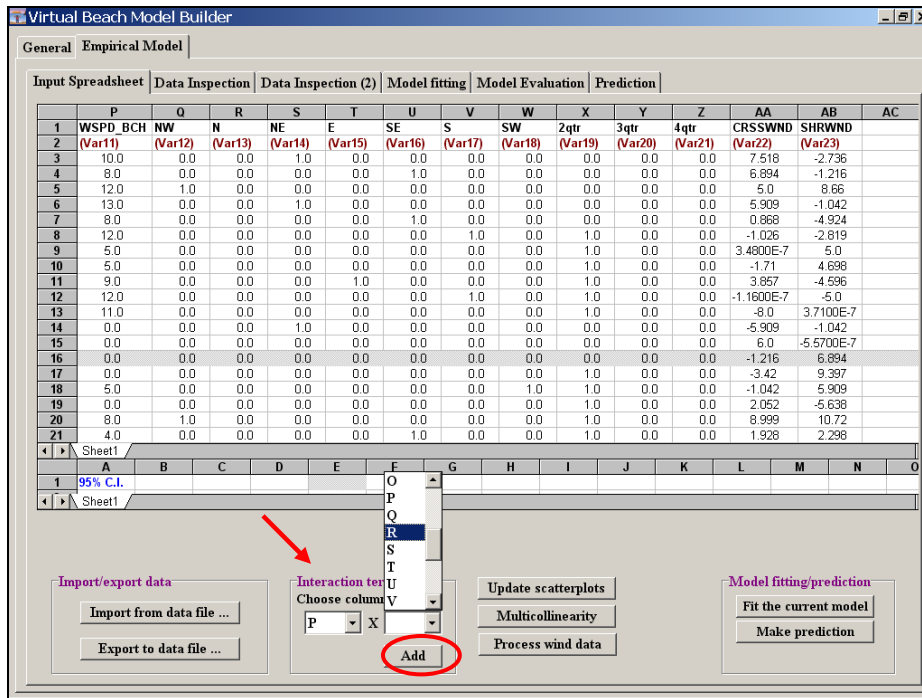 Virtual Beach Model Builder
General Empirical Model
Input Spreadsheet Data Inspection Data Inspection (2) Model fitting Model Evaluation Prediction
P Q R S T U V W X Y Z AA AB AC
1 WSPD_BCH NW N NE E SE S SW 2qtr 3qtr 4qtr CRSSWND SHRWND
2 (Var11) (Var12) (Var13) (Var14) (Var15) (Var16) (Var17) (Var18) (Var19) (Var20) (Var21) (Var22) (Var23)
3 10.0 0.0 0.0 1.0 0.0 0.0 0.0 0.0 0.0 0.0 0.0 7.518 -2.736
4 8.0 0.0 0.0 0.0 0.0 1.0 0.0 0.0 0.0 0.0 0.0 6.894 -1.216
5 12.0 1.0 0.0 0.0 0.0 0.0 0.0 0.0 0.0 0.0 0.0 5.0 8.66
6 13.0 0.0 0.0 1.0 0.0 0.0 0.0 0.0 0.0 0.0 0.0 5.909 -1.042
7 8.0 0.0 0.0 0.0 0.0 1.0 0.0 0.0 0.0 0.0 0.0 0.868 -4.924
8 12.0 0.0 0.0 0.0 0.0 0.0 1.0 0.0 1.0 0.0 0.0 -1.026 -2.819
9 5.0 0.0 0.0 0.0 0.0 0.0 0.0 0.0 1.0 0.0 0.0 3.4800E-7 5.0
10 5.0 0.0 0.0 0.0 0.0 0.0 0.0 0.0 1.0 0.0 0.0 -1.71 4.698
11 9.0 0.0 0.0 0.0 1.0 0.0 0.0 0.0 1.0 0.0 0.0 3.857 -4.596
12 12.0 0.0 0.0 0.0 0.0 0.0 1.0 0.0 1.0 0.0 0.0 -1.1600E-7 -5.0
13 11.0 0.0 0.0 0.0 0.0 0.0 0.0 0.0 1.0 0.0 0.0 -8.0 3.7100E-7
14 0.0 0.0 0.0 1.0 0.0 0.0 0.0 0.0 0.0 0.0 0.0 -5.909 -1.042
15 0.0 0.0 0.0 0.0 0.0 0.0 0.0 0.0 1.0 0.0 0.0 6.0 -5.5700E-7
16 0.0 0.0 0.0 0.0 0.0 0.0 0.0 0.0 0.0 0.0 0.0 -1.216 6.894
17 0.0 0.0 0.0 0.0 0.0 0.0 0.0 0.0 1.0 0.0 0.0 -3.42 9.397
18 5.0 0.0 0.0 0.0 0.0 0.0 0.0 1.0 1.0 0.0 0.0 -1.042 5.909
19 0.0 0.0 0.0 0.0 0.0 0.0 0.0 0.0 1.0 0.0 0.0 2.052 -5.638
20 8.0 1.0 0.0 0.0 0.0 0.0 0.0 0.0 1.0 0.0 0.0 8.999 10.72
21 4.0 0.0 0.0 0.0 0.0 1.0 0.0 0.0 1.0 0.0 0.0 1.928 2.298
Sheet1
A B C D E F G H I J K L M N O
1 95% C.I.
Sheet1
O
P
Q
R
S
T
U
V
Import/export data
Import from data file ...
Export to data file ...
Interaction ter
Choose colum
P X
Add
Update scatterplots
Multicollinearity
Process wind data
Model fitting/prediction
Fit the current model
Make prediction